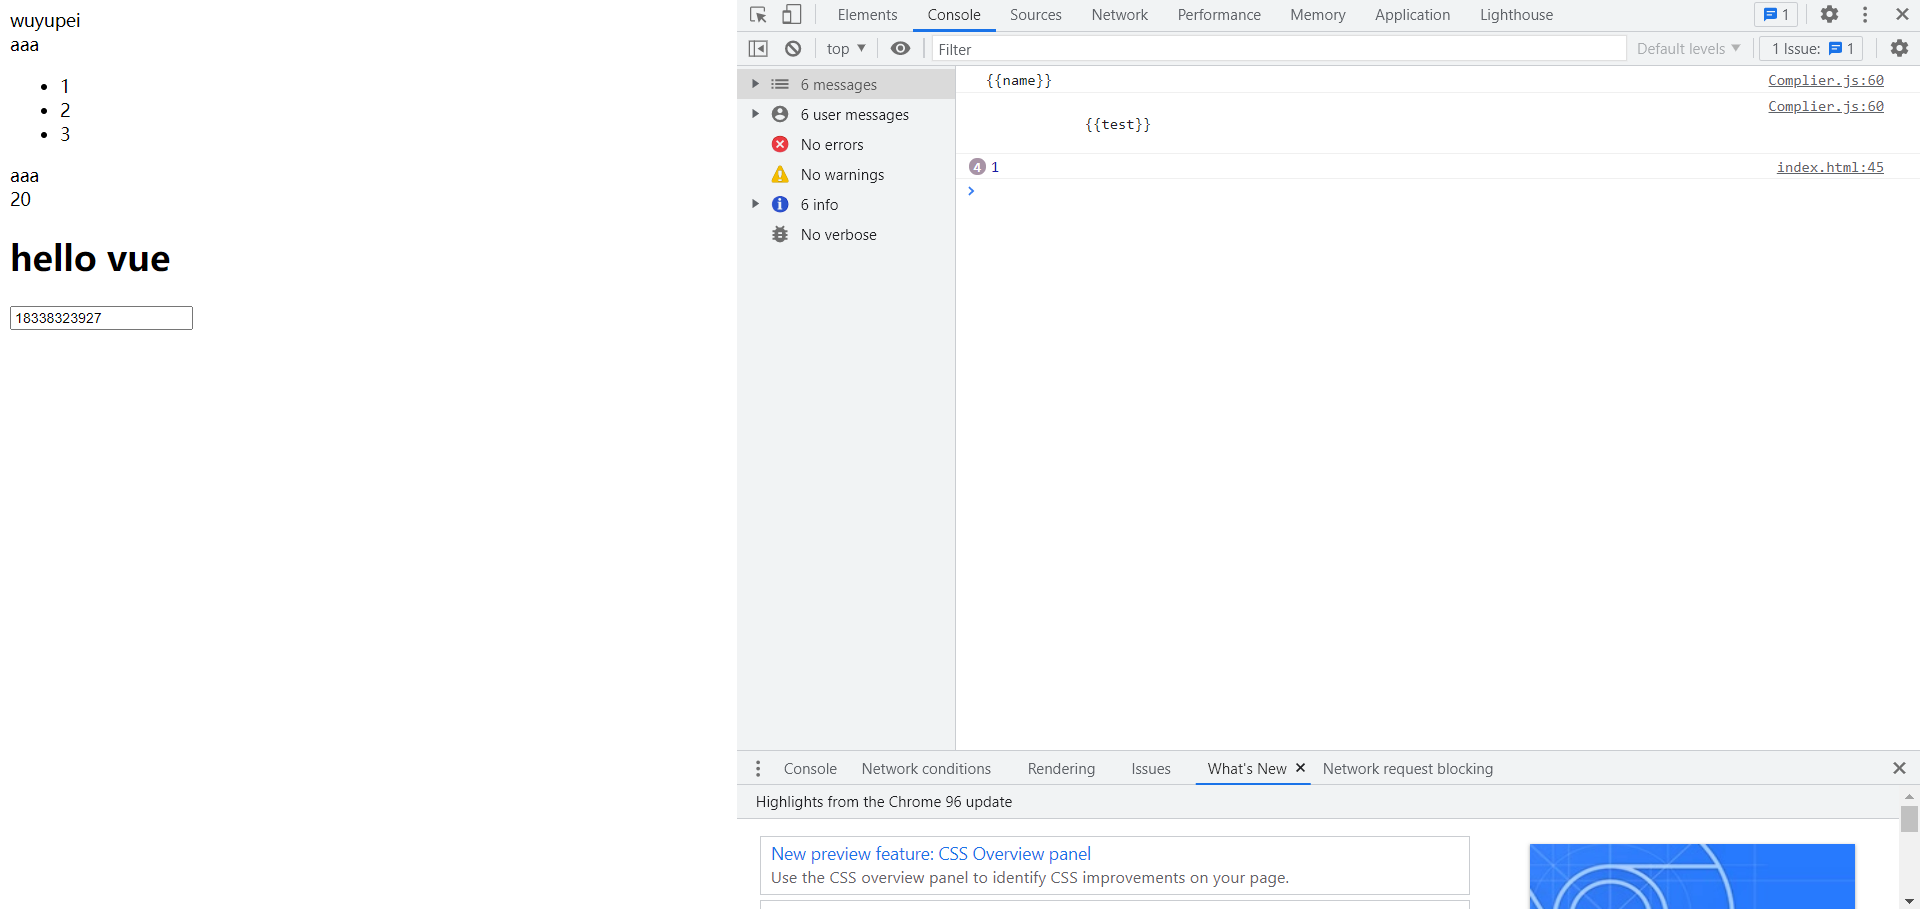 wuyupei
aaa
1
2
3
aaa
20
hello vue
18338323927
Elements Console Sources Network Performance Memory Application Lighthouse 1
top Filter Default levels 1 Issue: 1
6 messages
6 user messages
No errors
No warnings
6 info
No verbose
{{name}} Complier.js:60
Complier.js:60
{{test}}
4 1 index.html:45
Console Network conditions Rendering Issues What's New Network request blocking
Highlights from the Chrome 96 update
New preview feature: CSS Overview panel
Use the CSS overview panel to identify CSS improvements on your page.